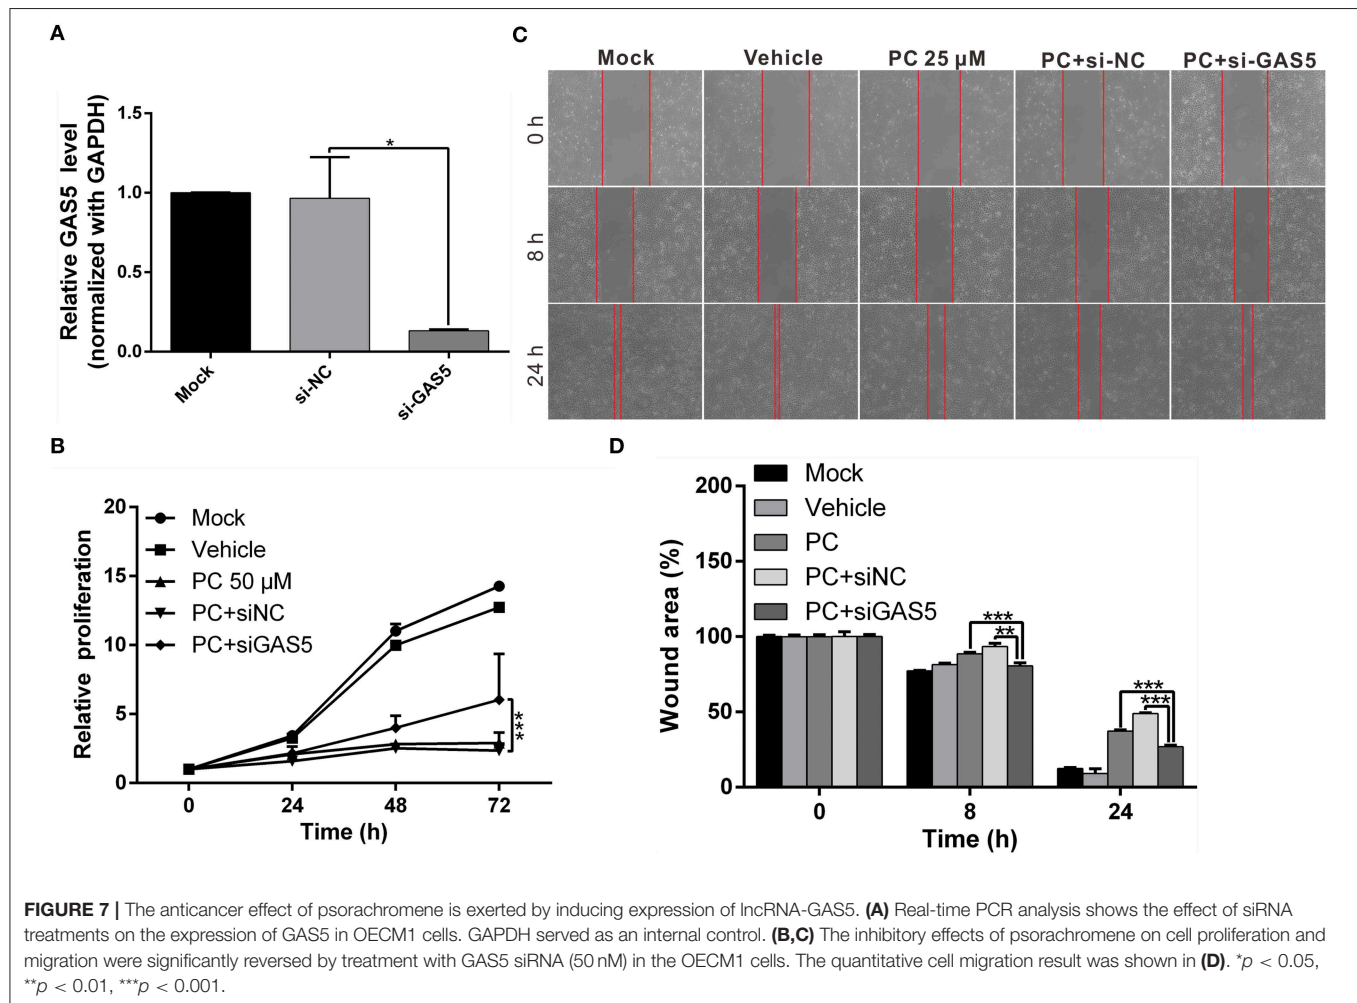 A
Relative GAS5 level
(normalized with GAPDH)
1.5
1.0
0.5
0.0
*
Mock
si-NC
si-GAS5
C
Mock
Vehicle
PC 25 μM
PC+si-NC
PC+si-GAS5
0 h
8 h
24 h
B
Relative proliferation
20
15
10
5
0
Mock
Vehicle
PC 50 μM
PC+siNC
PC+siGAS5
***
0
24
48
72
Time (h)
D
Wound area (%)
200
150
100
50
0
Mock
Vehicle
PC
PC+siNC
PC+siGAS5
***
**
***
***
0
8
24
Time (h)
FIGURE 7 | The anticancer effect of psorachromene is exerted by inducing expression of lncRNA-GAS5. (A) Real-time PCR analysis shows the effect of siRNA
treatments on the expression of GAS5 in OECM1 cells. GAPDH served as an internal control. (B,C) The inhibitory effects of psorachromene on cell proliferation and
migration were significantly reversed by treatment with GAS5 siRNA (50 nM) in the OECM1 cells. The quantitative cell migration result was shown in (D). *p < 0.05,
**p < 0.01, ***p < 0.001.